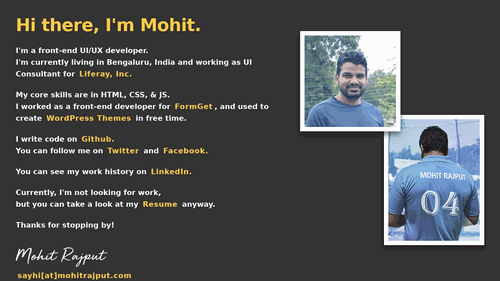 Hi there, I'm Mohit.
I'm a front-end UI/UX developer.
I'm currently living in Bengaluru, India and working as UI
Consultant for Liferay, Inc.
My core skills are in HTML, CSS, & JS.
I worked as a front-end developer for FormGet , and used to
create WordPress Themes in free time.
I write code on Github.
You can follow me on Twitter and Facebook.
You can see my work history on LinkedIn.
Currently, I'm not looking for work,
but you can take a look at my Resume anyway.
Thanks for stopping by!
Mohit Rajput
sayhi[at]mohitrajput.com
MOHIT RAJPUT
04